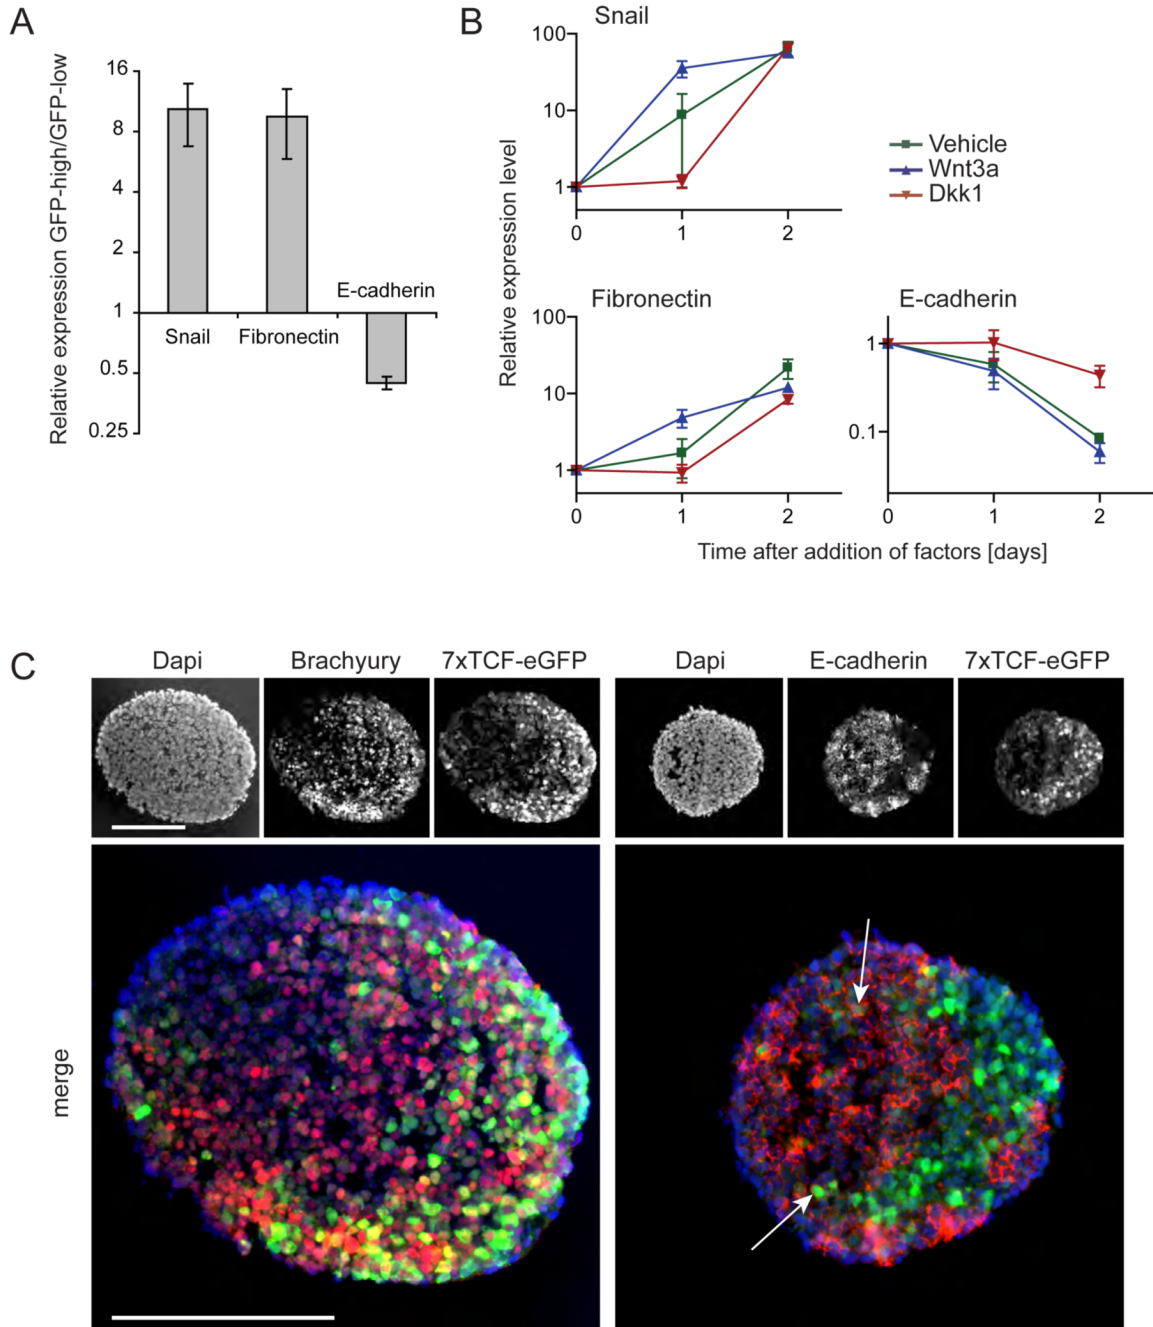 A
Relative expression GFP-high/GFP-low
16
8
4
2
1
0.5
0.25
Snail
Fibronectin
E-cadherin
B
Relative expression level
Snail
100
10
1
0
1
2
Vehicle
Wnt3a
Dkk1
Fibronectin
100
10
1
0
1
2
E-cadherin
1
0.1
0
1
2
Time after addition of factors [days]
C
Dapi
Brachyury
7xTCF-eGFP
Dapi
E-cadherin
7xTCF-eGFP
merge